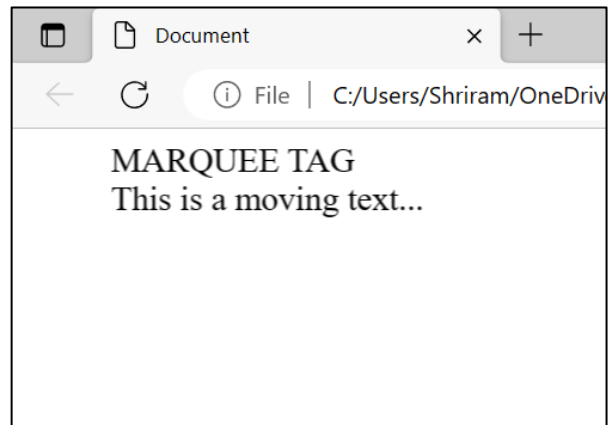 Document
File | C:/Users/Shriram/OneDriv
MARQUEE TAG
This is a moving text...